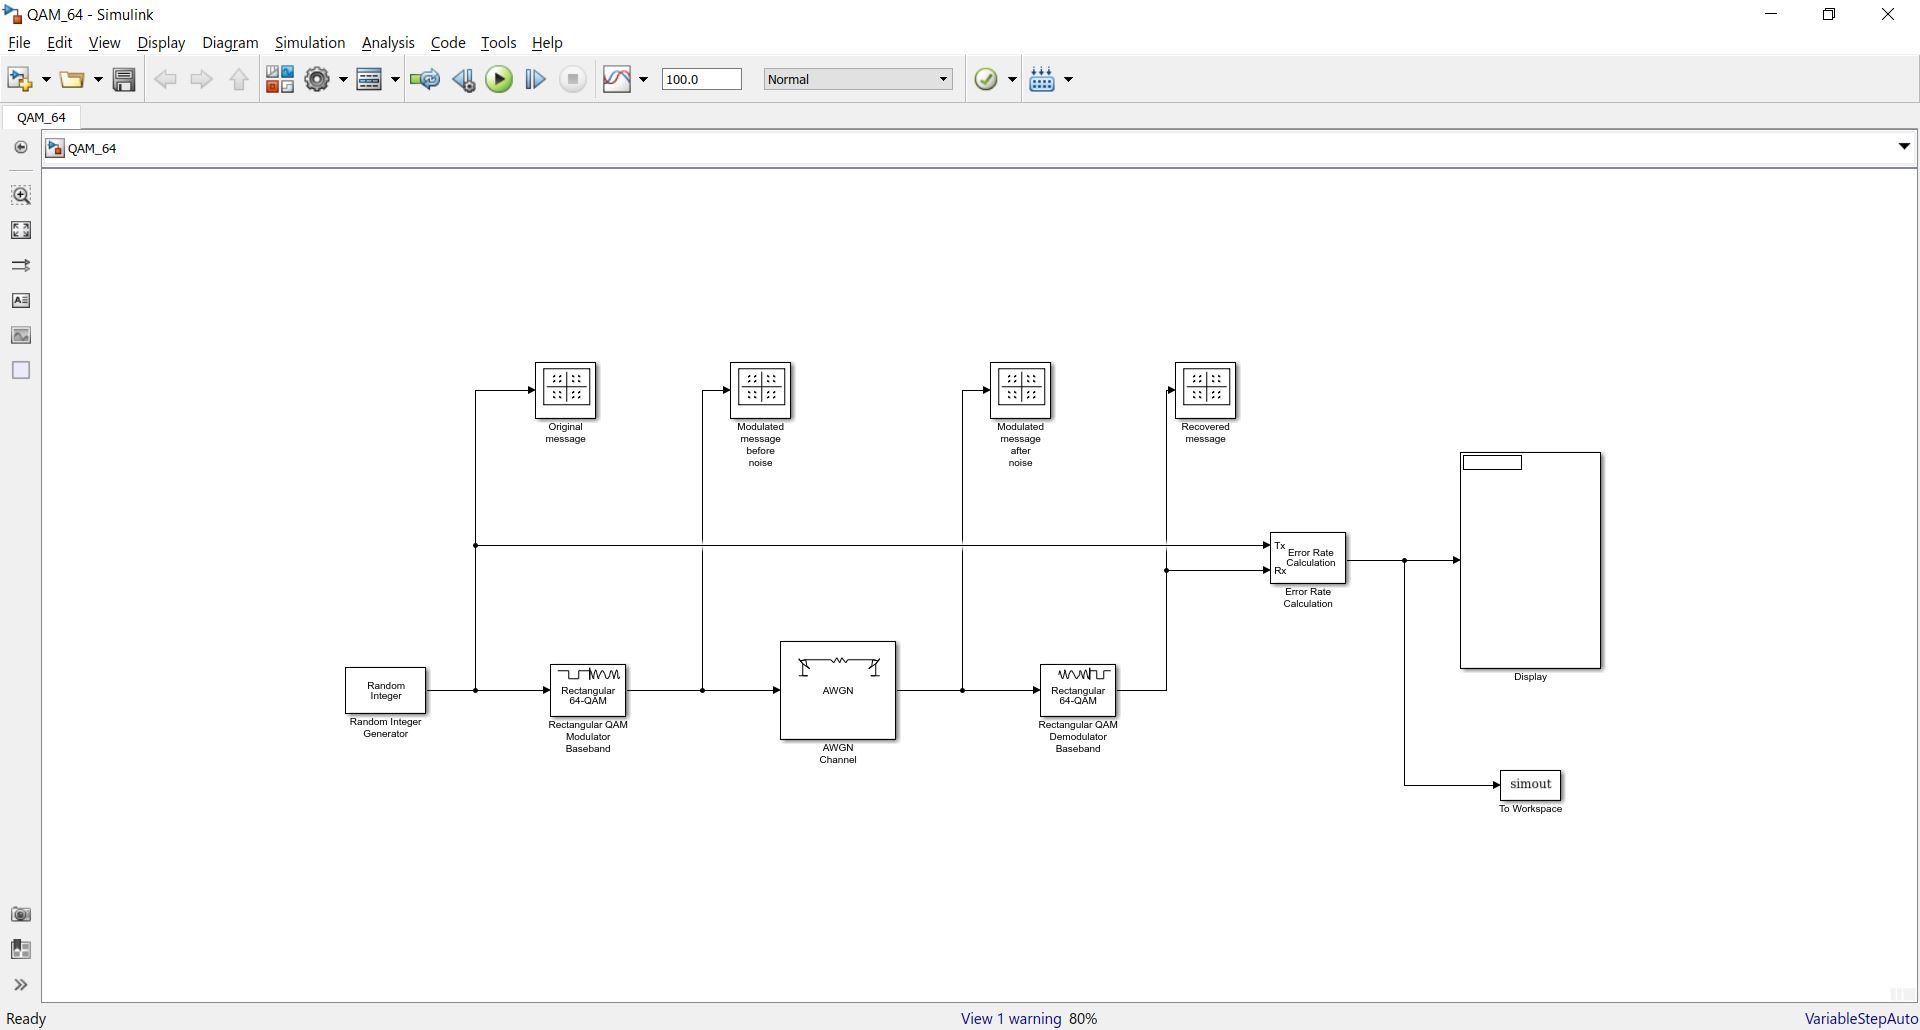 QAM_64 - Simulink
File Edit View Display Diagram Simulation Analysis Code Tools Help
100.0 Normal
QAM_64
QAM_64
Original
message
Modulated
message
before
noise
Modulated
message
after
noise
Recovered
message
Tx
Rx
Error Rate
Calculation
Error Rate
Calculation
Display
Random
Integer
Random Integer
Generator
Rectangular
64-QAM
Rectangular QAM
Modulator
Baseband
AWGN
AWGN
Channel
Rectangular
64-QAM
Rectangular QAM
Demodulator
Baseband
simout
To Workspace
Ready View 1 warning 80% VariableStepAuto